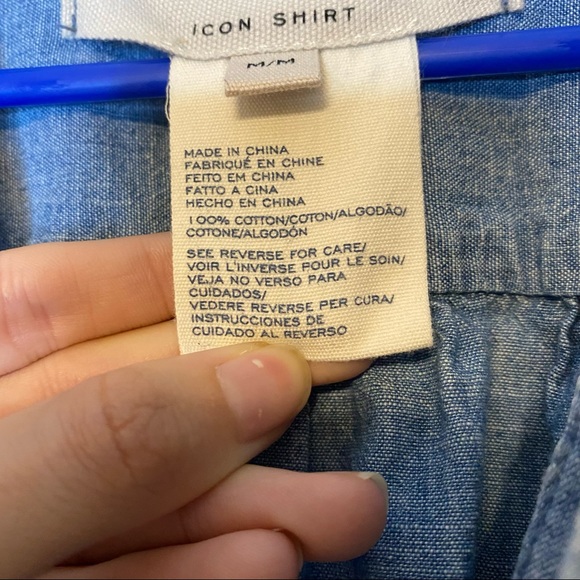 ICON SHIRT
M/M
MADE IN CHINA
FABRIQUÉ EN CHINE
FEITO EM CHINA
FATTO A CINA
HECHO EN CHINA
100% COTTON/COTON/ALGODÃO/
COTONE/ALGODÓN
SEE REVERSE FOR CARE/
VOIR L'INVERSE POUR LE SOIN/
VEJA NO VERSO PARA
CUIDADOS/
VEDERE REVERSE PER CURA/
INSTRUCCIONES DE
CUIDADO AL REVERSO